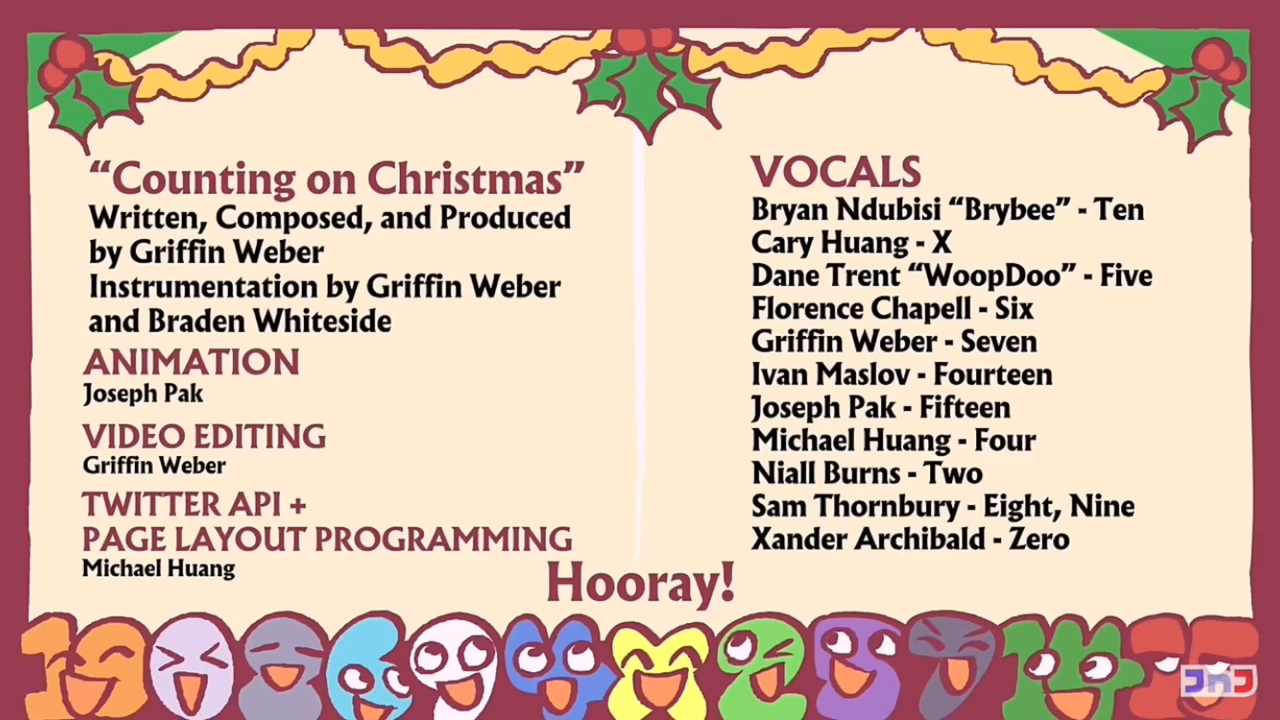 “Counting on Christmas”
Written, Composed, and Produced
by Griffin Weber
Instrumentation by Griffin Weber
and Braden Whiteside
ANIMATION
Joseph Pak
VIDEO EDITING
Griffin Weber
TWITTER API +
PAGE LAYOUT PROGRAMMING
Michael Huang
VOCALS
Bryan Ndubisi “Brybee” - Ten
Cary Huang - X
Dane Trent “WoopDoo” - Five
Florence Chapell - Six
Griffin Weber - Seven
Ivan Maslov - Fourteen
Joseph Pak - Fifteen
Michael Huang - Four
Niall Burns - Two
Sam Thornbury - Eight, Nine
Xander Archibald - Zero
Hooray!